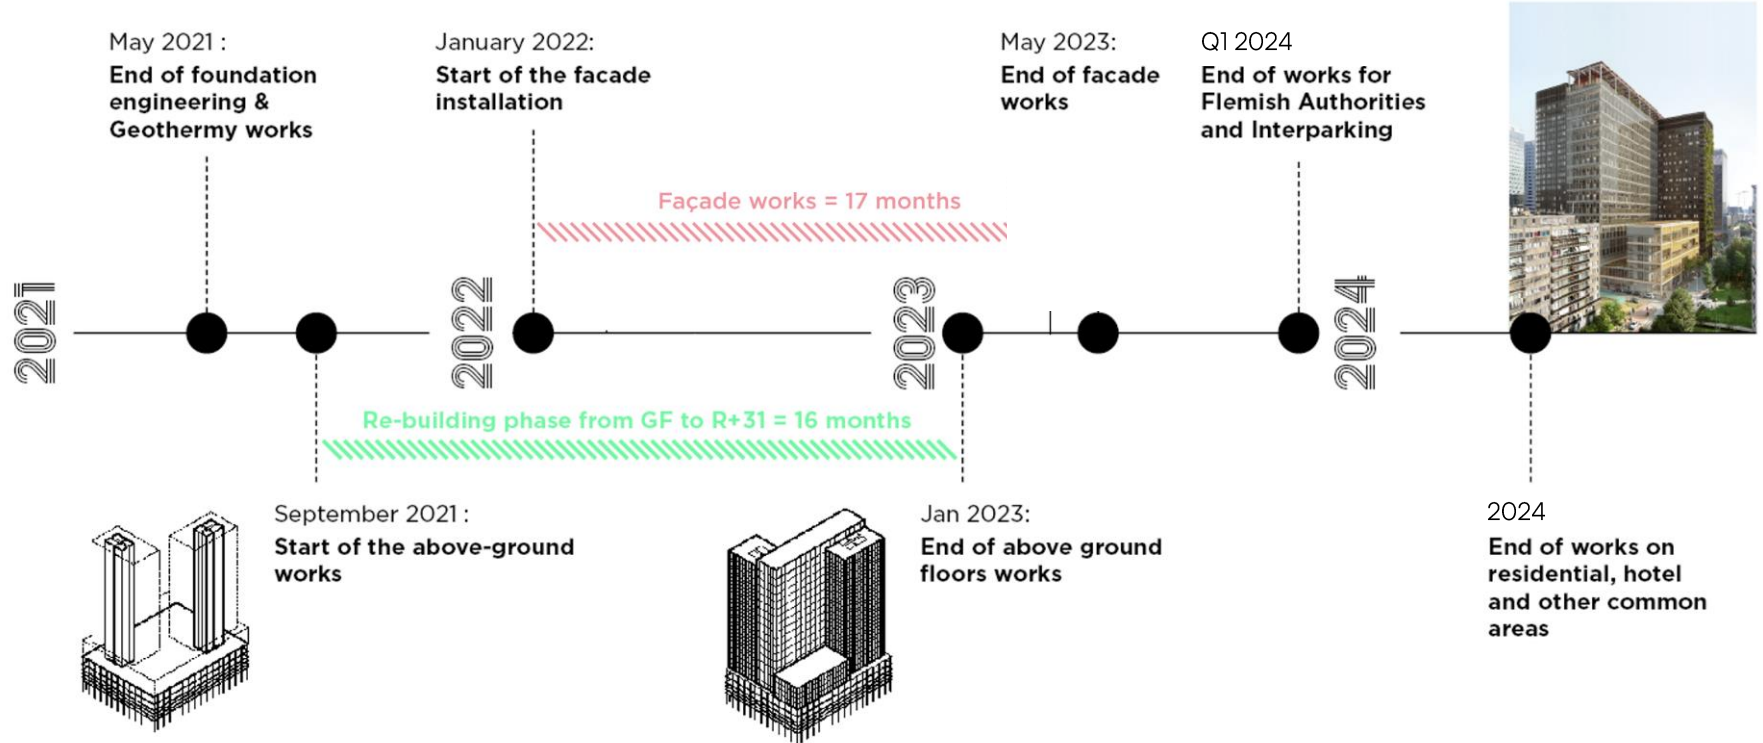 May 2021 :
End of foundation
engineering &
Geothermy works
January 2022:
Start of the facade
installation
May 2023:
End of facade
works
Q1 2024
End of works for
Flemish Authorities
and Interparking
Façade works = 17 months
2021
2022
2023
2024
Re-building phase from GF to R+31 = 16 months
September 2021 :
Start of the above-ground
works
Jan 2023:
End of above ground
floors works
2024
End of works on
residential, hotel
and other common
areas